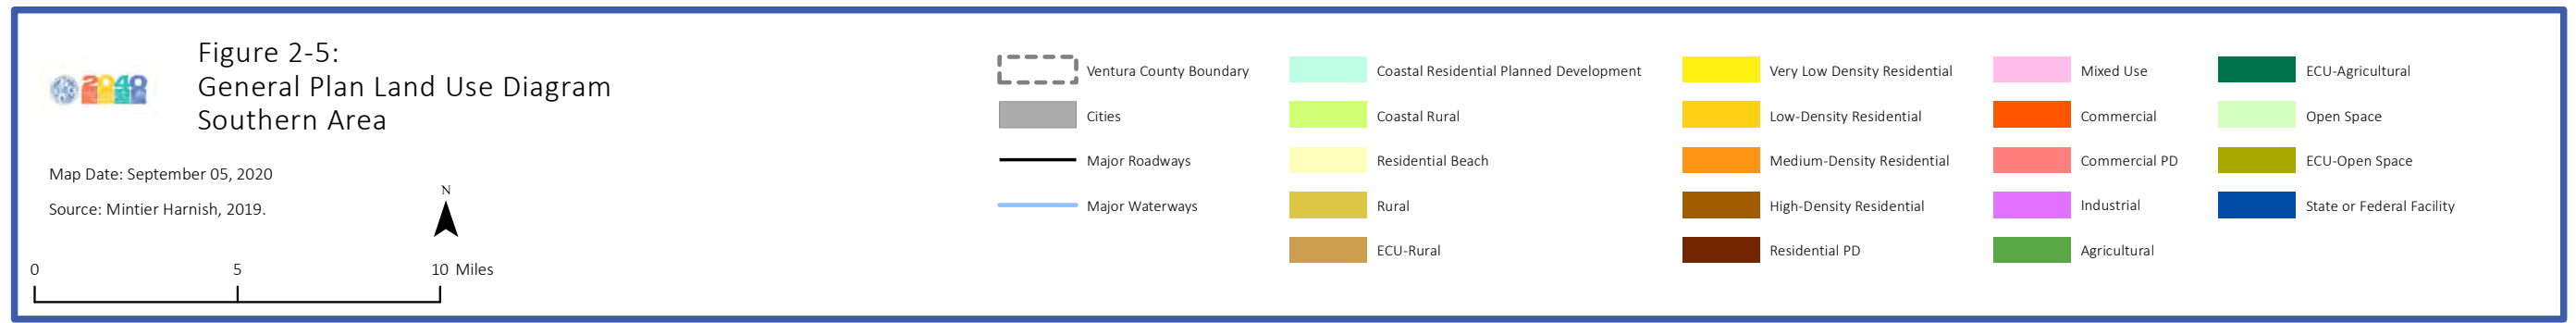 2040
Figure 2-5:
General Plan Land Use Diagram
Southern Area
Map Date: September 05, 2020
Source: Mintier Harnish, 2019.
N
0 5 10 Miles
Ventura County Boundary
Cities
Major Roadways
Major Waterways
Coastal Residential Planned Development
Coastal Rural
Residential Beach
Rural
ECU-Rural
Very Low Density Residential
Low-Density Residential
Medium-Density Residential
High-Density Residential
Residential PD
Mixed Use
Commercial
Commercial PD
Industrial
Agricultural
ECU-Agricultural
Open Space
ECU-Open Space
State or Federal Facility